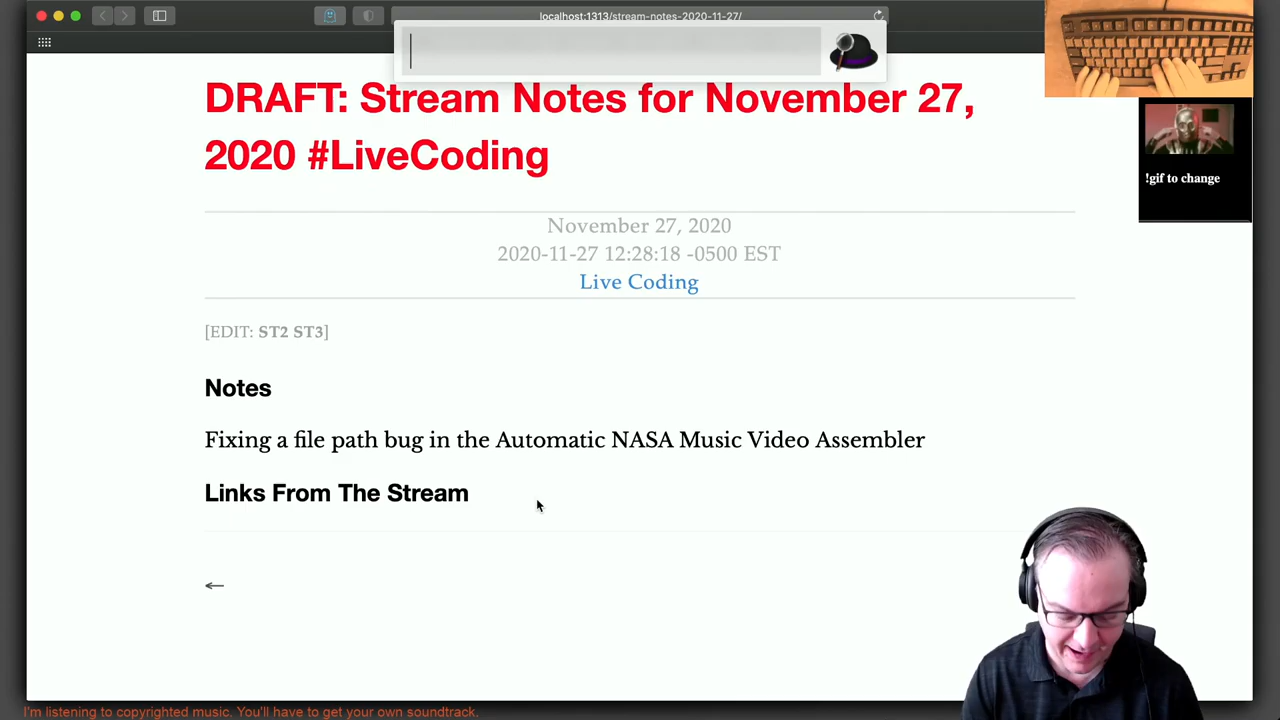 localhost:1313/stream-notes-2020-11-27/
DRAFT: Stream Notes for November 27,
2020 #LiveCoding
!gif to change
November 27, 2020
2020-11-27 12:28:18 -0500 EST
Live Coding
[EDIT: ST2 ST3]
Notes
Fixing a file path bug in the Automatic NASA Music Video Assembler
Links From The Stream
←
I'm listening to copyrighted music. You'll have to get your own soundtrack.